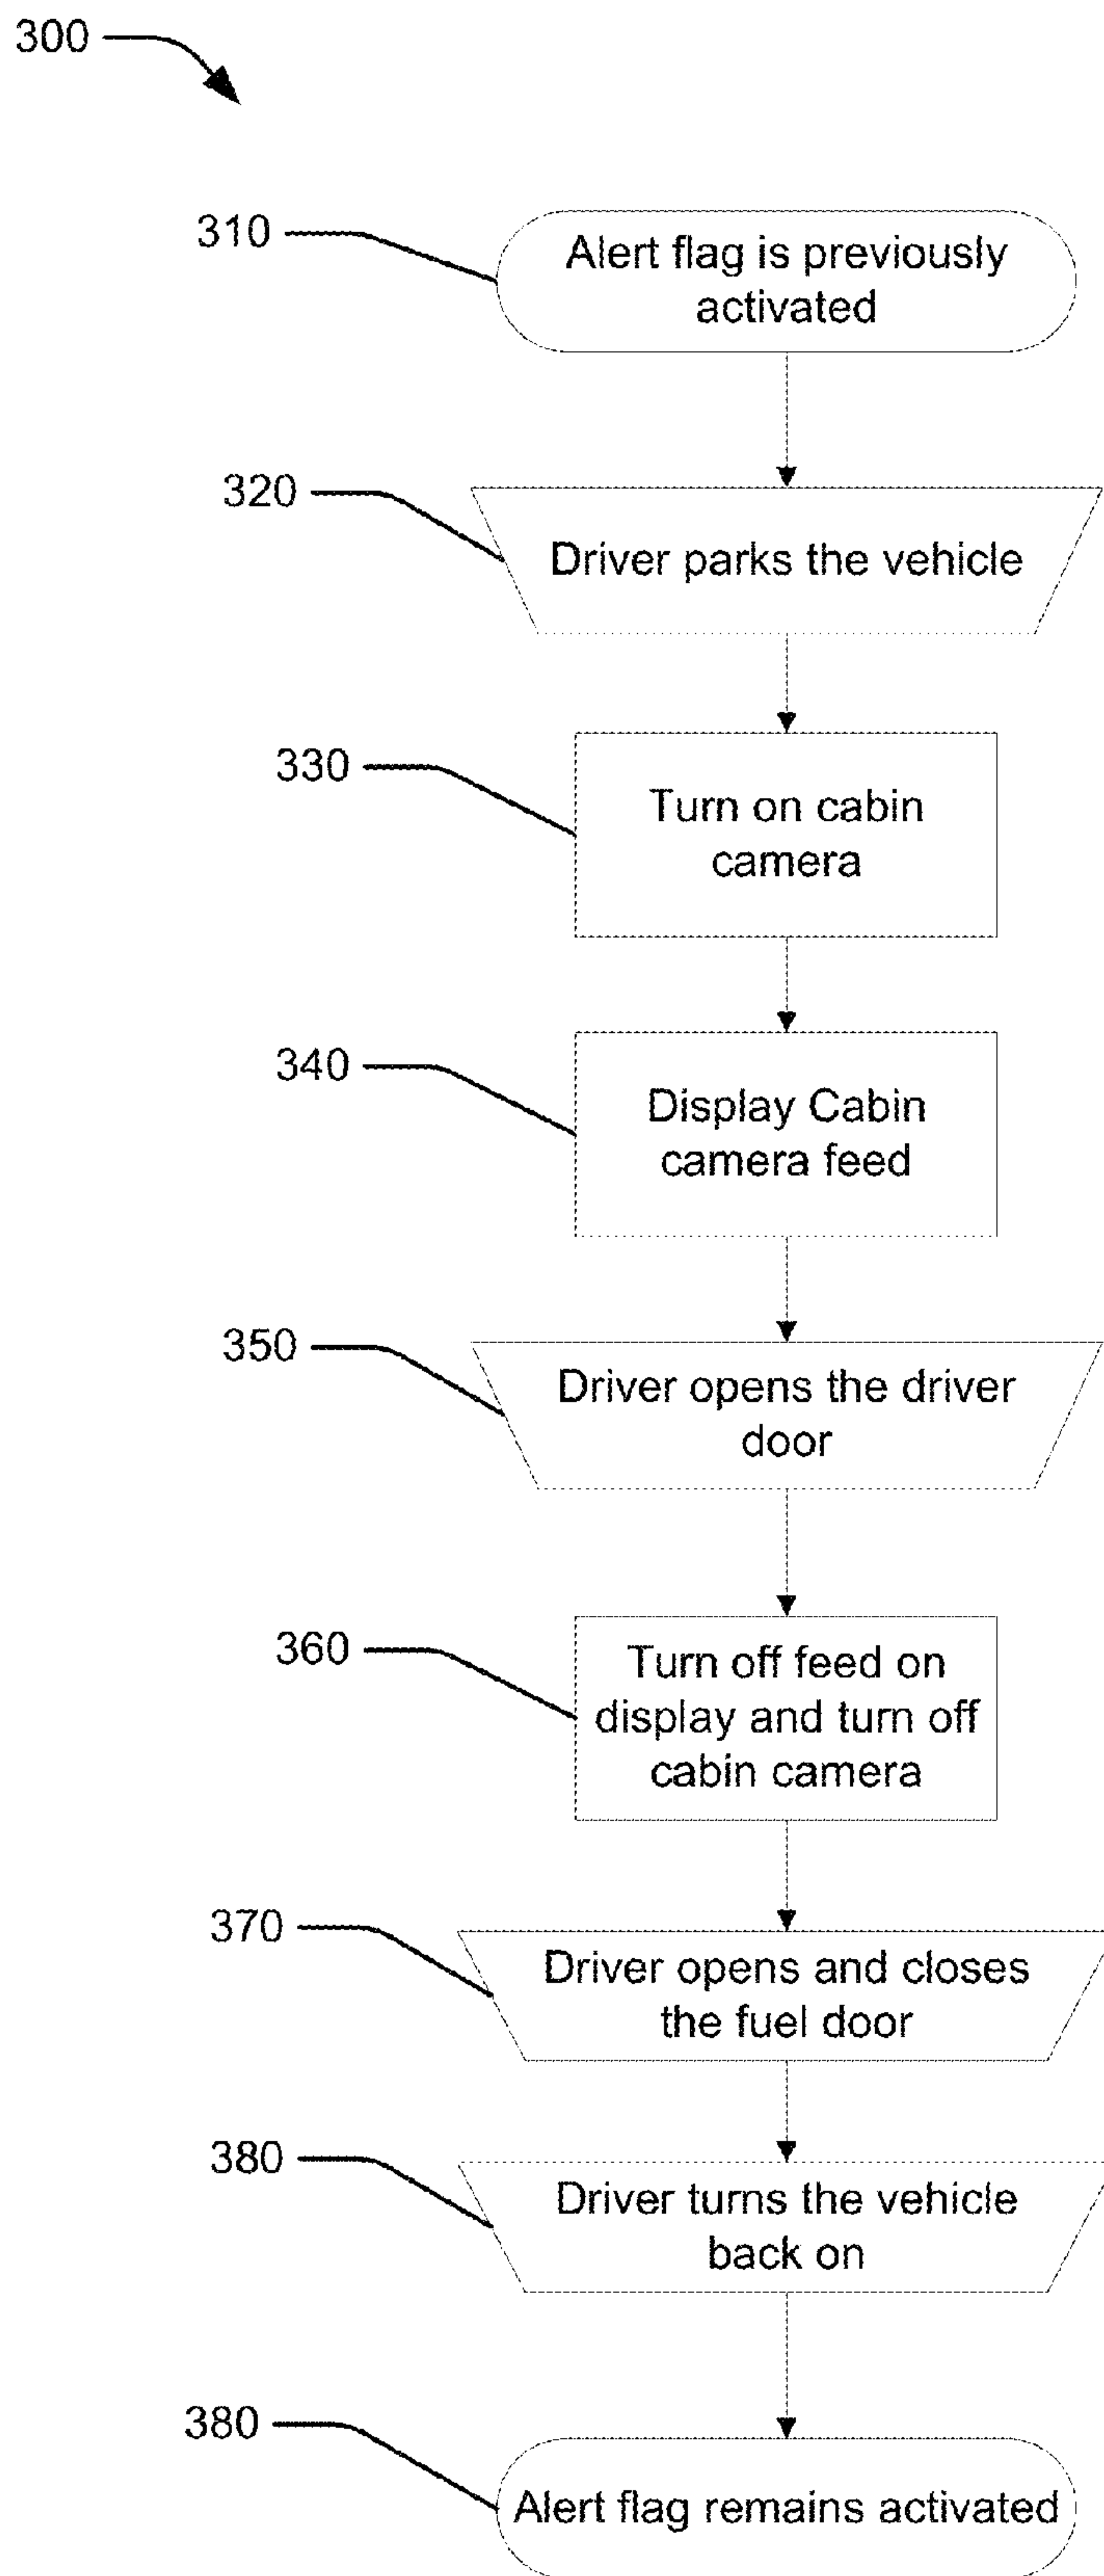 300
310
Alert flag is previously
activated
320
Driver parks the vehicle
330
Turn on cabin
camera
340
Display Cabin
camera feed
350
Driver opens the driver
door
360
Turn off feed on
display and turn off
cabin camera
370
Driver opens and closes
the fuel door
380
Driver turns the vehicle
back on
380
Alert flag remains activated